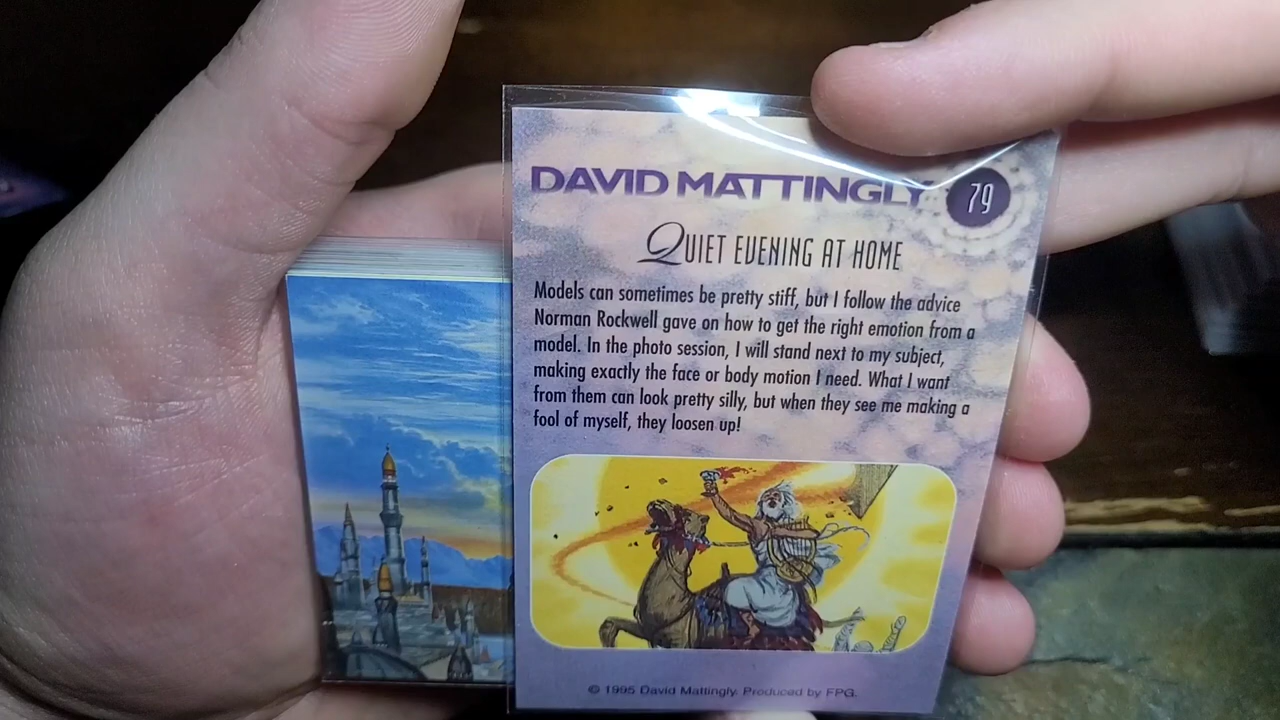 DAVID MATTINGLY
79
QUIET EVENING AT HOME
Models can sometimes be pretty stiff, but I follow the advice
Norman Rockwell gave on how to get the right emotion from a
model. In the photo session, I will stand next to my subject,
making exactly the face or body motion I need. What I want
from them can look pretty silly, but when they see me making a
fool of myself, they loosen up!
© 1995 David Mattingly. Produced by FPG.